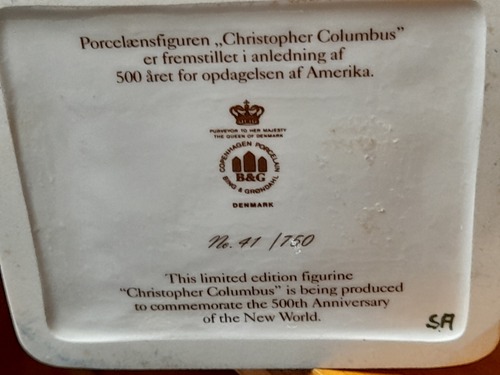 Porcelænsfiguren „Christopher Columbus”
er fremstillet i anledning af
500 året for opdagelsen af Amerika.
PURVEYOR TO HER MAJESTY
THE QUEEN OF DENMARK
COPENHAGEN PORCELAIN
B&G
BING & GRØNDAHL
DENMARK
No. 41 /750
This limited edition figurine
“Christopher Columbus” is being produced
to commemorate the 500th Anniversary
of the New World.
SA